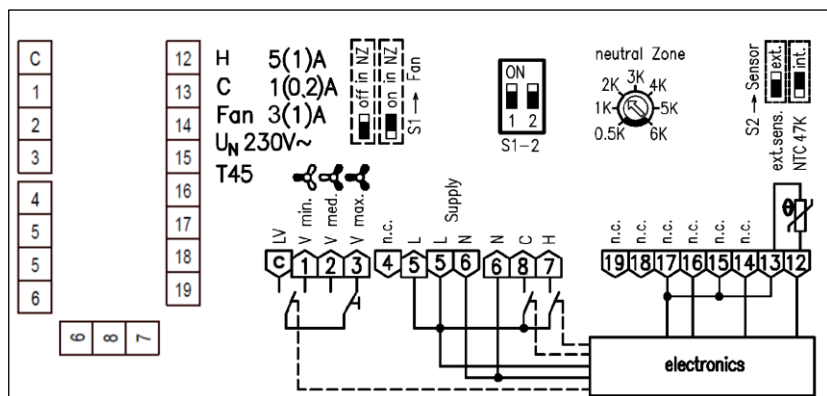 C
1
2
3
4
5
5
6
6 8 7
12
13
14
15
16
17
18
19
H 5(1)A
C 1(0,2)A
Fan 3(1)A
UN 230V~
T45
off in NZ
on in NZ
S1 → Fan
ON
1 2
S1-2
neutral Zone
0.5K 1K 2K 3K 4K 5K 6K
S2 → Sensor
ext.
int.
ext.sens.
NTC 47K
LV
V min.
V med.
V max.
n.c.
L
L
N
Supply
N
C
H
n.c.
n.c.
n.c.
n.c.
n.c.
n.c.
C 1 2 3 4 5 5 6 6 8 7
19 18 17 16 15 14 13 12
θ
electronics